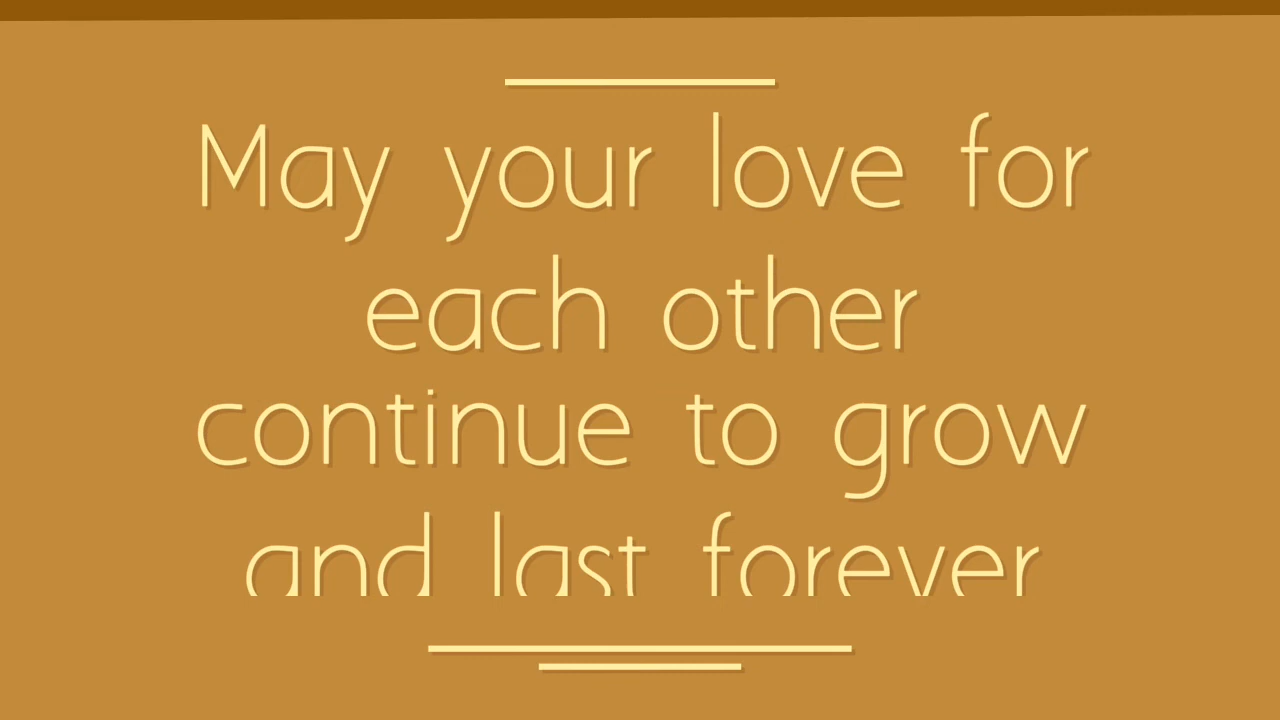 May your love for
each other
continue to grow
and last forever